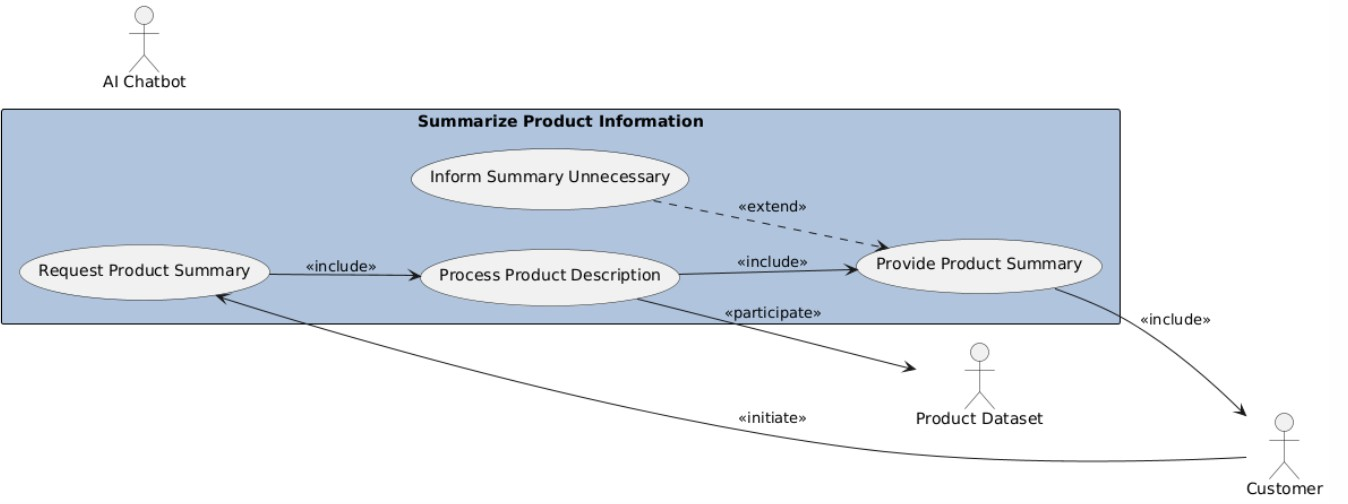 AI Chatbot
Summarize Product Information
Inform Summary Unnecessary
«extend»
Request Product Summary
«include»
Process Product Description
«include»
Provide Product Summary
«participate»
«include»
Product Dataset
«initiate»
Customer